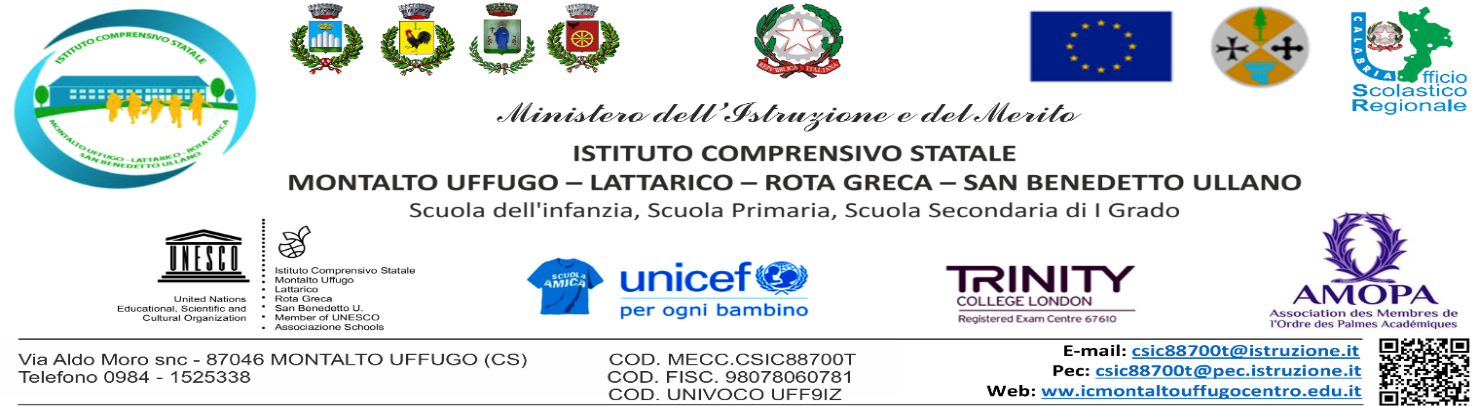 ISTITUTO COMPRENSIVO STATALE
MONTALTO UFFUGO - LATTARICO - ROTA GRECA
SAN BENEDETTO ULLANO
REPVBBLICA ITALIANA
CALABRIA
Ufficio
Scolastico
Regionale
Ministero dell'Istruzione e del Merito
ISTITUTO COMPRENSIVO STATALE
MONTALTO UFFUGO – LATTARICO – ROTA GRECA – SAN BENEDETTO ULLANO
Scuola dell'infanzia, Scuola Primaria, Scuola Secondaria di I Grado
UNESCO
United Nations
Educational, Scientific and
Cultural Organization
Istituto Comprensivo Statale
Montalto Uffugo
Lattarico
Rota Greca
San Benedetto U.
Member of UNESCO
Associazione Schools
SCUOLA
AMICA
unicef
per ogni bambino
TRINITY
COLLEGE LONDON
Registered Exam Centre 67610
AMOPA
Association des Membres de
l'Ordre des Palmes Académiques
Via Aldo Moro snc - 87046 MONTALTO UFFUGO (CS)
Telefono 0984 - 1525338
COD. MECC.CSIC88700T
COD. FISC. 98078060781
COD. UNIVOCO UFF9IZ
E-mail: csic88700t@istruzione.it
Pec: csic88700t@pec.istruzione.it
Web: ww.icmontaltouffugocentro.edu.it